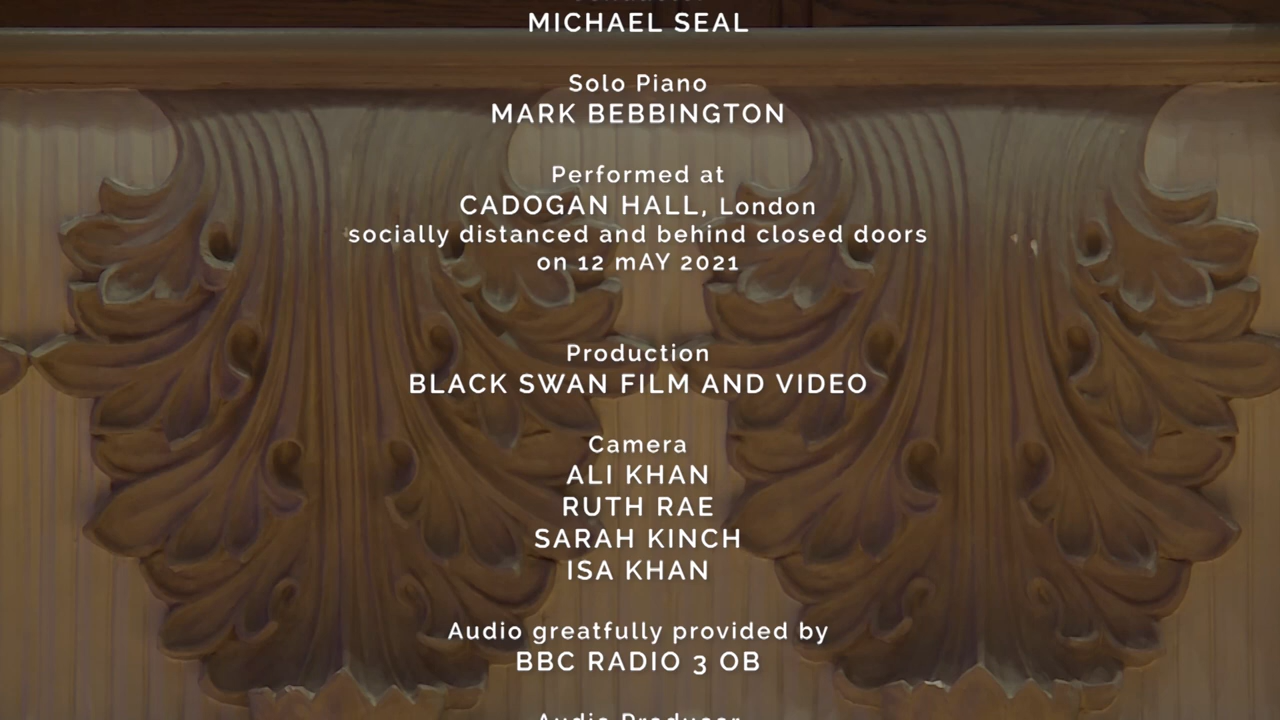 MICHAEL SEAL
Solo Piano
MARK BEBBINGTON
Performed at
CADOGAN HALL, London
socially distanced and behind closed doors
on 12 mAY 2021
Production
BLACK SWAN FILM AND VIDEO
Camera
ALI KHAN
RUTH RAE
SARAH KINCH
ISA KHAN
Audio greatfully provided by
BBC RADIO 3 OB
Audio Producer